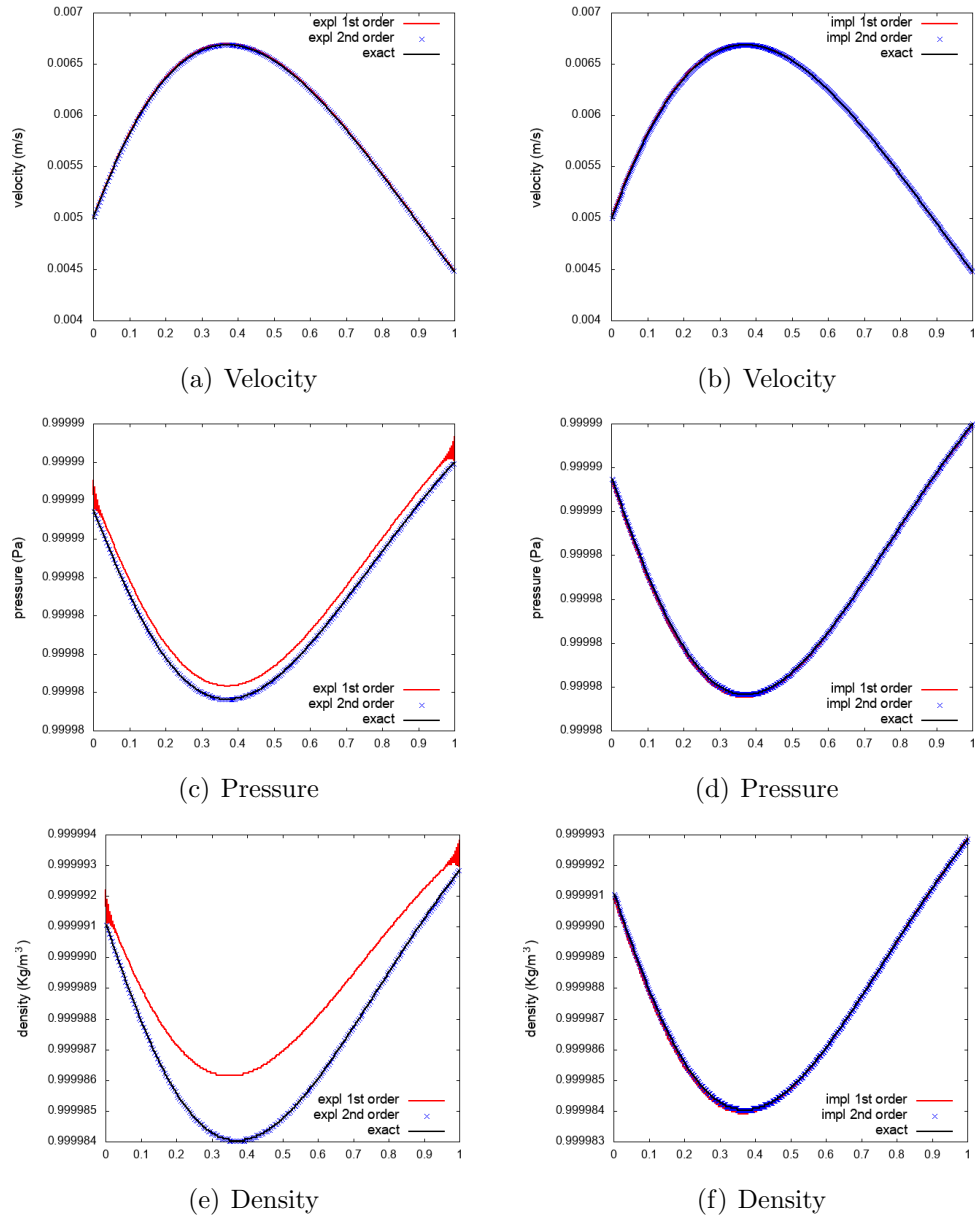 0.007
0.0065
0.006
0.0055
0.005
0.0045
0.004
velocity (m/s)
expl 1st order
expl 2nd order
exact
0 0.1 0.2 0.3 0.4 0.5 0.6 0.7 0.8 0.9 1
(a) Velocity
0.007
0.0065
0.006
0.0055
0.005
0.0045
0.004
velocity (m/s)
impl 1st order
impl 2nd order
exact
0 0.1 0.2 0.3 0.4 0.5 0.6 0.7 0.8 0.9 1
(b) Velocity
0.99999
0.99999
0.99999
0.99999
0.99998
0.99998
0.99998
0.99998
0.99998
pressure (Pa)
expl 1st order
expl 2nd order
exact
0 0.1 0.2 0.3 0.4 0.5 0.6 0.7 0.8 0.9 1
(c) Pressure
0.99999
0.99999
0.99999
0.99998
0.99998
0.99998
0.99998
0.99998
pressure (Pa)
impl 1st order
impl 2nd order
exact
0 0.1 0.2 0.3 0.4 0.5 0.6 0.7 0.8 0.9 1
(d) Pressure
0.999994
0.999993
0.999992
0.999991
0.999990
0.999989
0.999988
0.999987
0.999986
0.999985
0.999984
density (Kg/m³)
expl 1st order
expl 2nd order
exact
0 0.1 0.2 0.3 0.4 0.5 0.6 0.7 0.8 0.9 1
(e) Density
0.999993
0.999992
0.999991
0.999990
0.999989
0.999988
0.999987
0.999986
0.999985
0.999984
0.999983
density (Kg/m³)
impl 1st order
impl 2nd order
exact
0 0.1 0.2 0.3 0.4 0.5 0.6 0.7 0.8 0.9 1
(f) Density